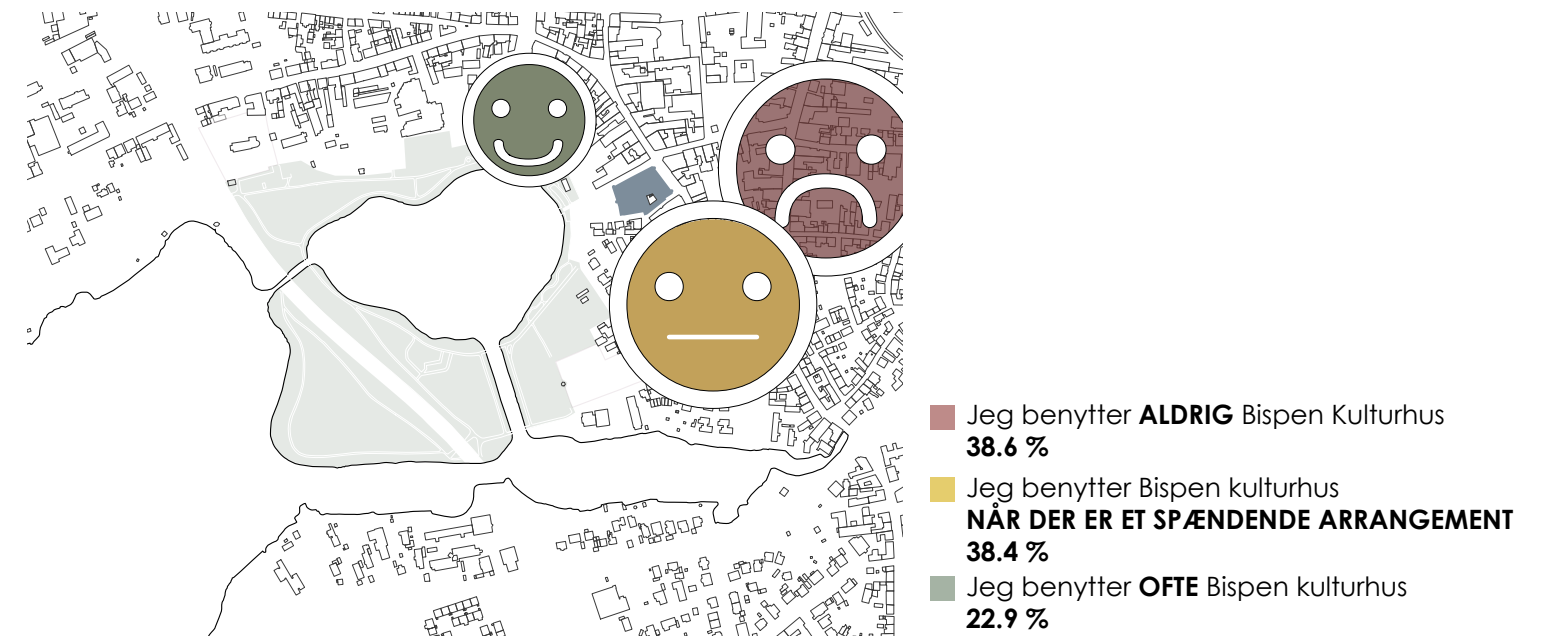 Jeg benytter ALDRIG Bispen Kulturhus
38.6 %
Jeg benytter Bispen kulturhus
NÅR DER ER ET SPÆNDENDE ARRANGEMENT
38.4 %
Jeg benytter OFTE Bispen kulturhus
22.9 %